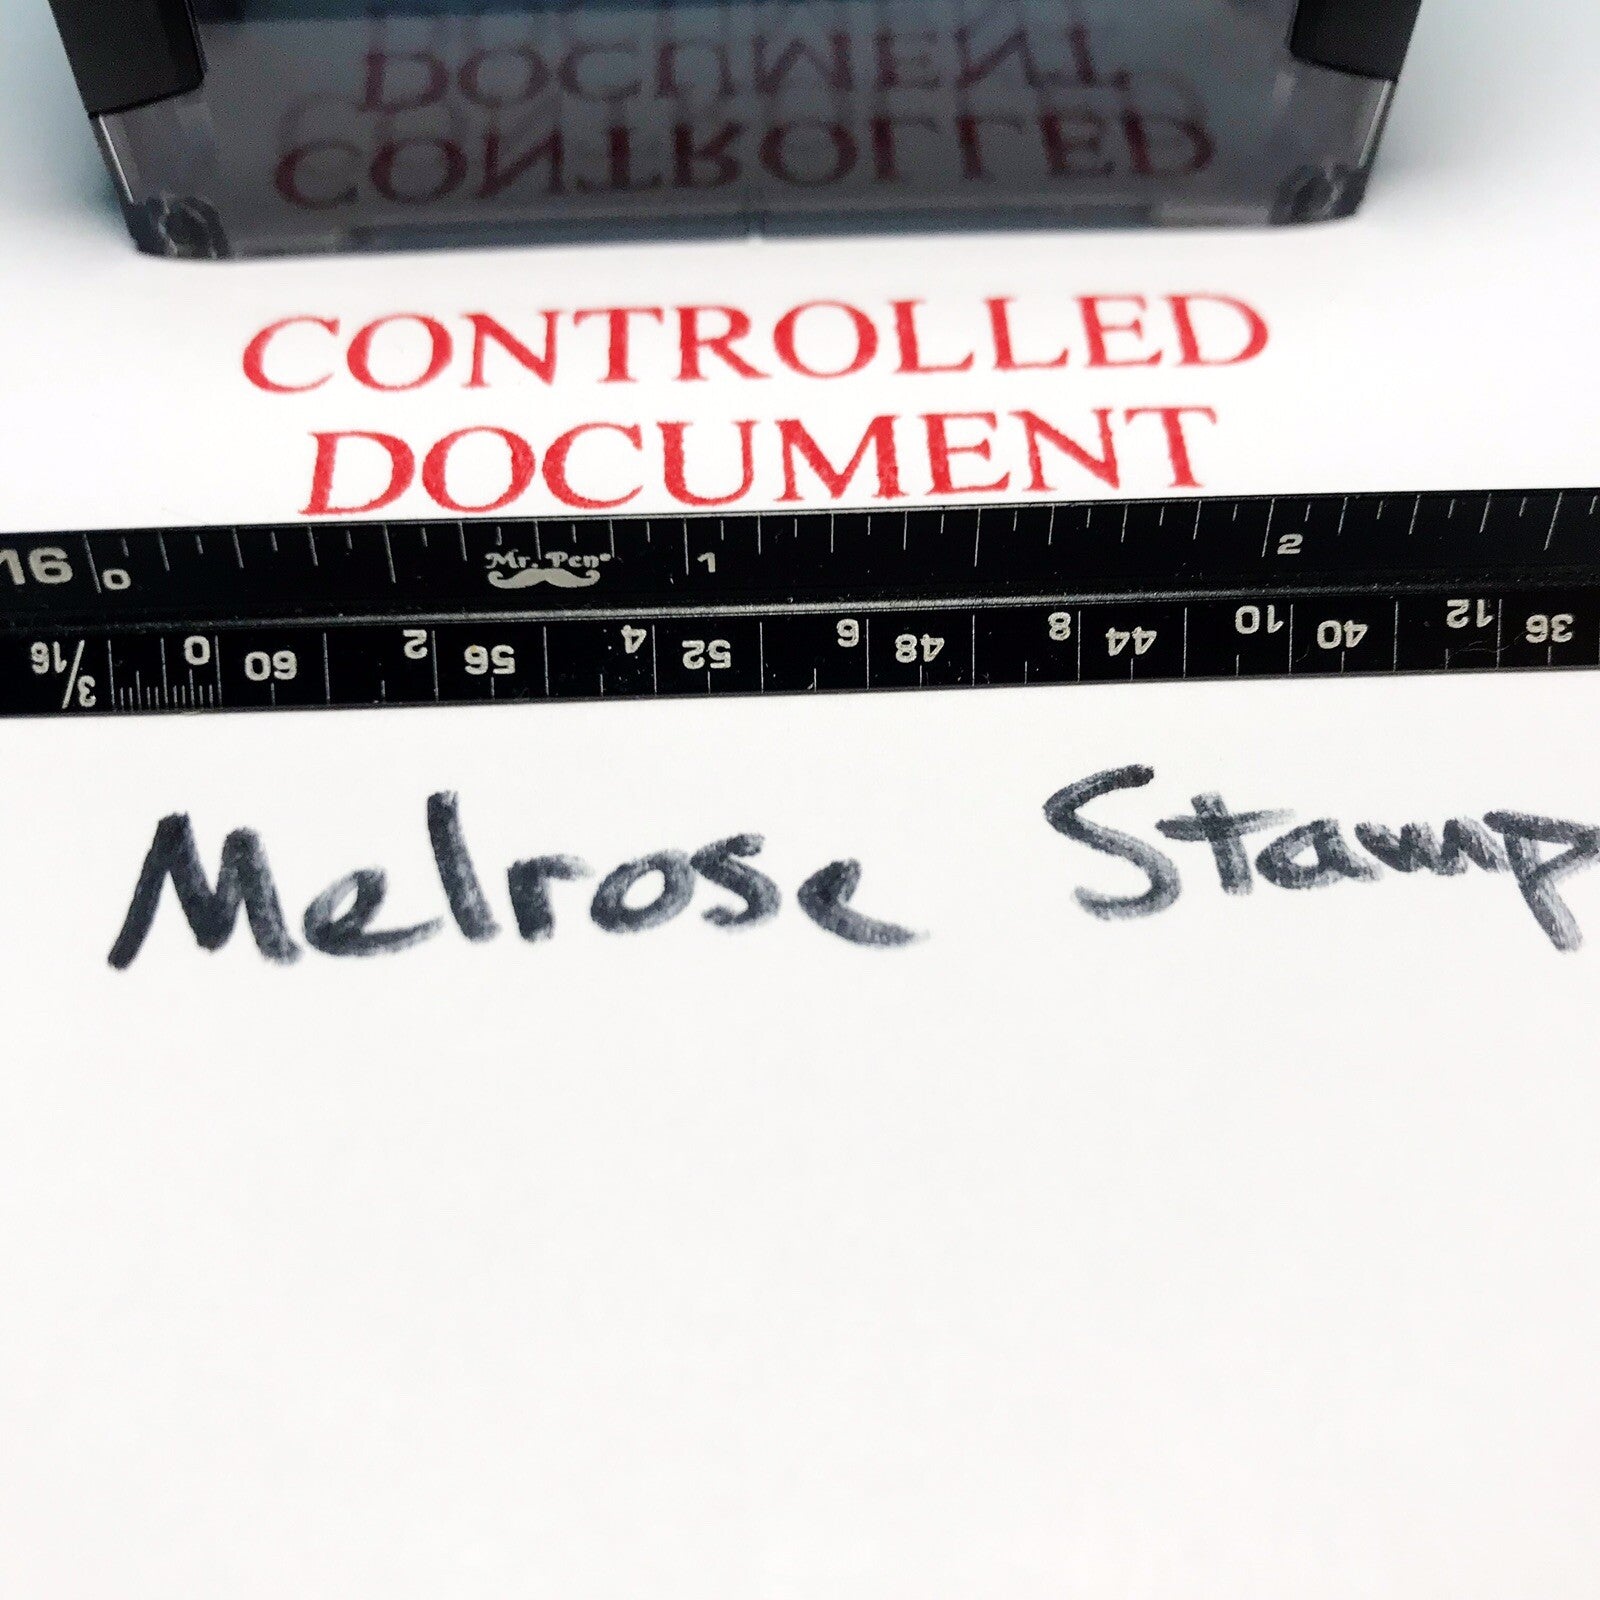 CONTROLLED
DOCUMENT
16 0 1 2
Mr. Pen®
3/16 0 60 2 56 4 52 6 48 8 44 10 40 12 36
Melrose Stamp